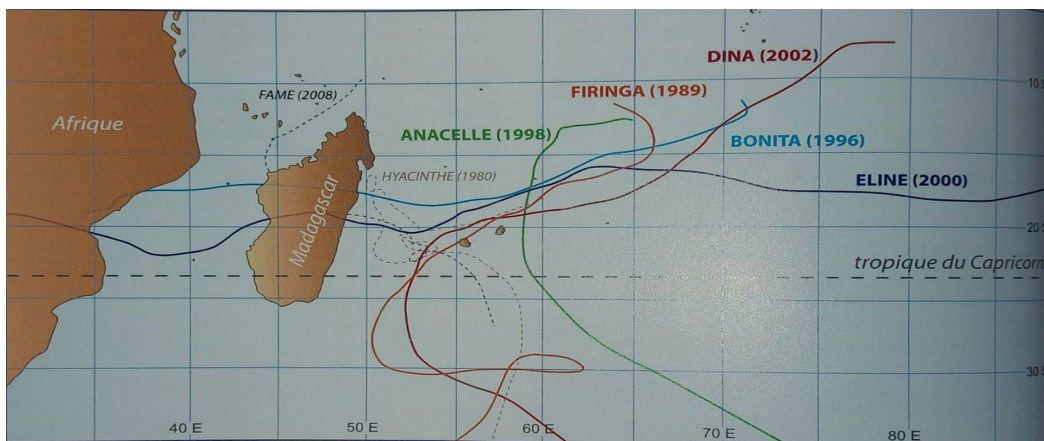 DINA (2002)
10 S
FAME (2008)
FIRINGA (1989)
Afrique
ANACELLE (1998)
BONITA (1996)
HYACINTHE (1980)
ELINE (2000)
Madagascar
20 S
tropique du Capricorn
30 S
40 E
50 E
60 E
70 E
80 E